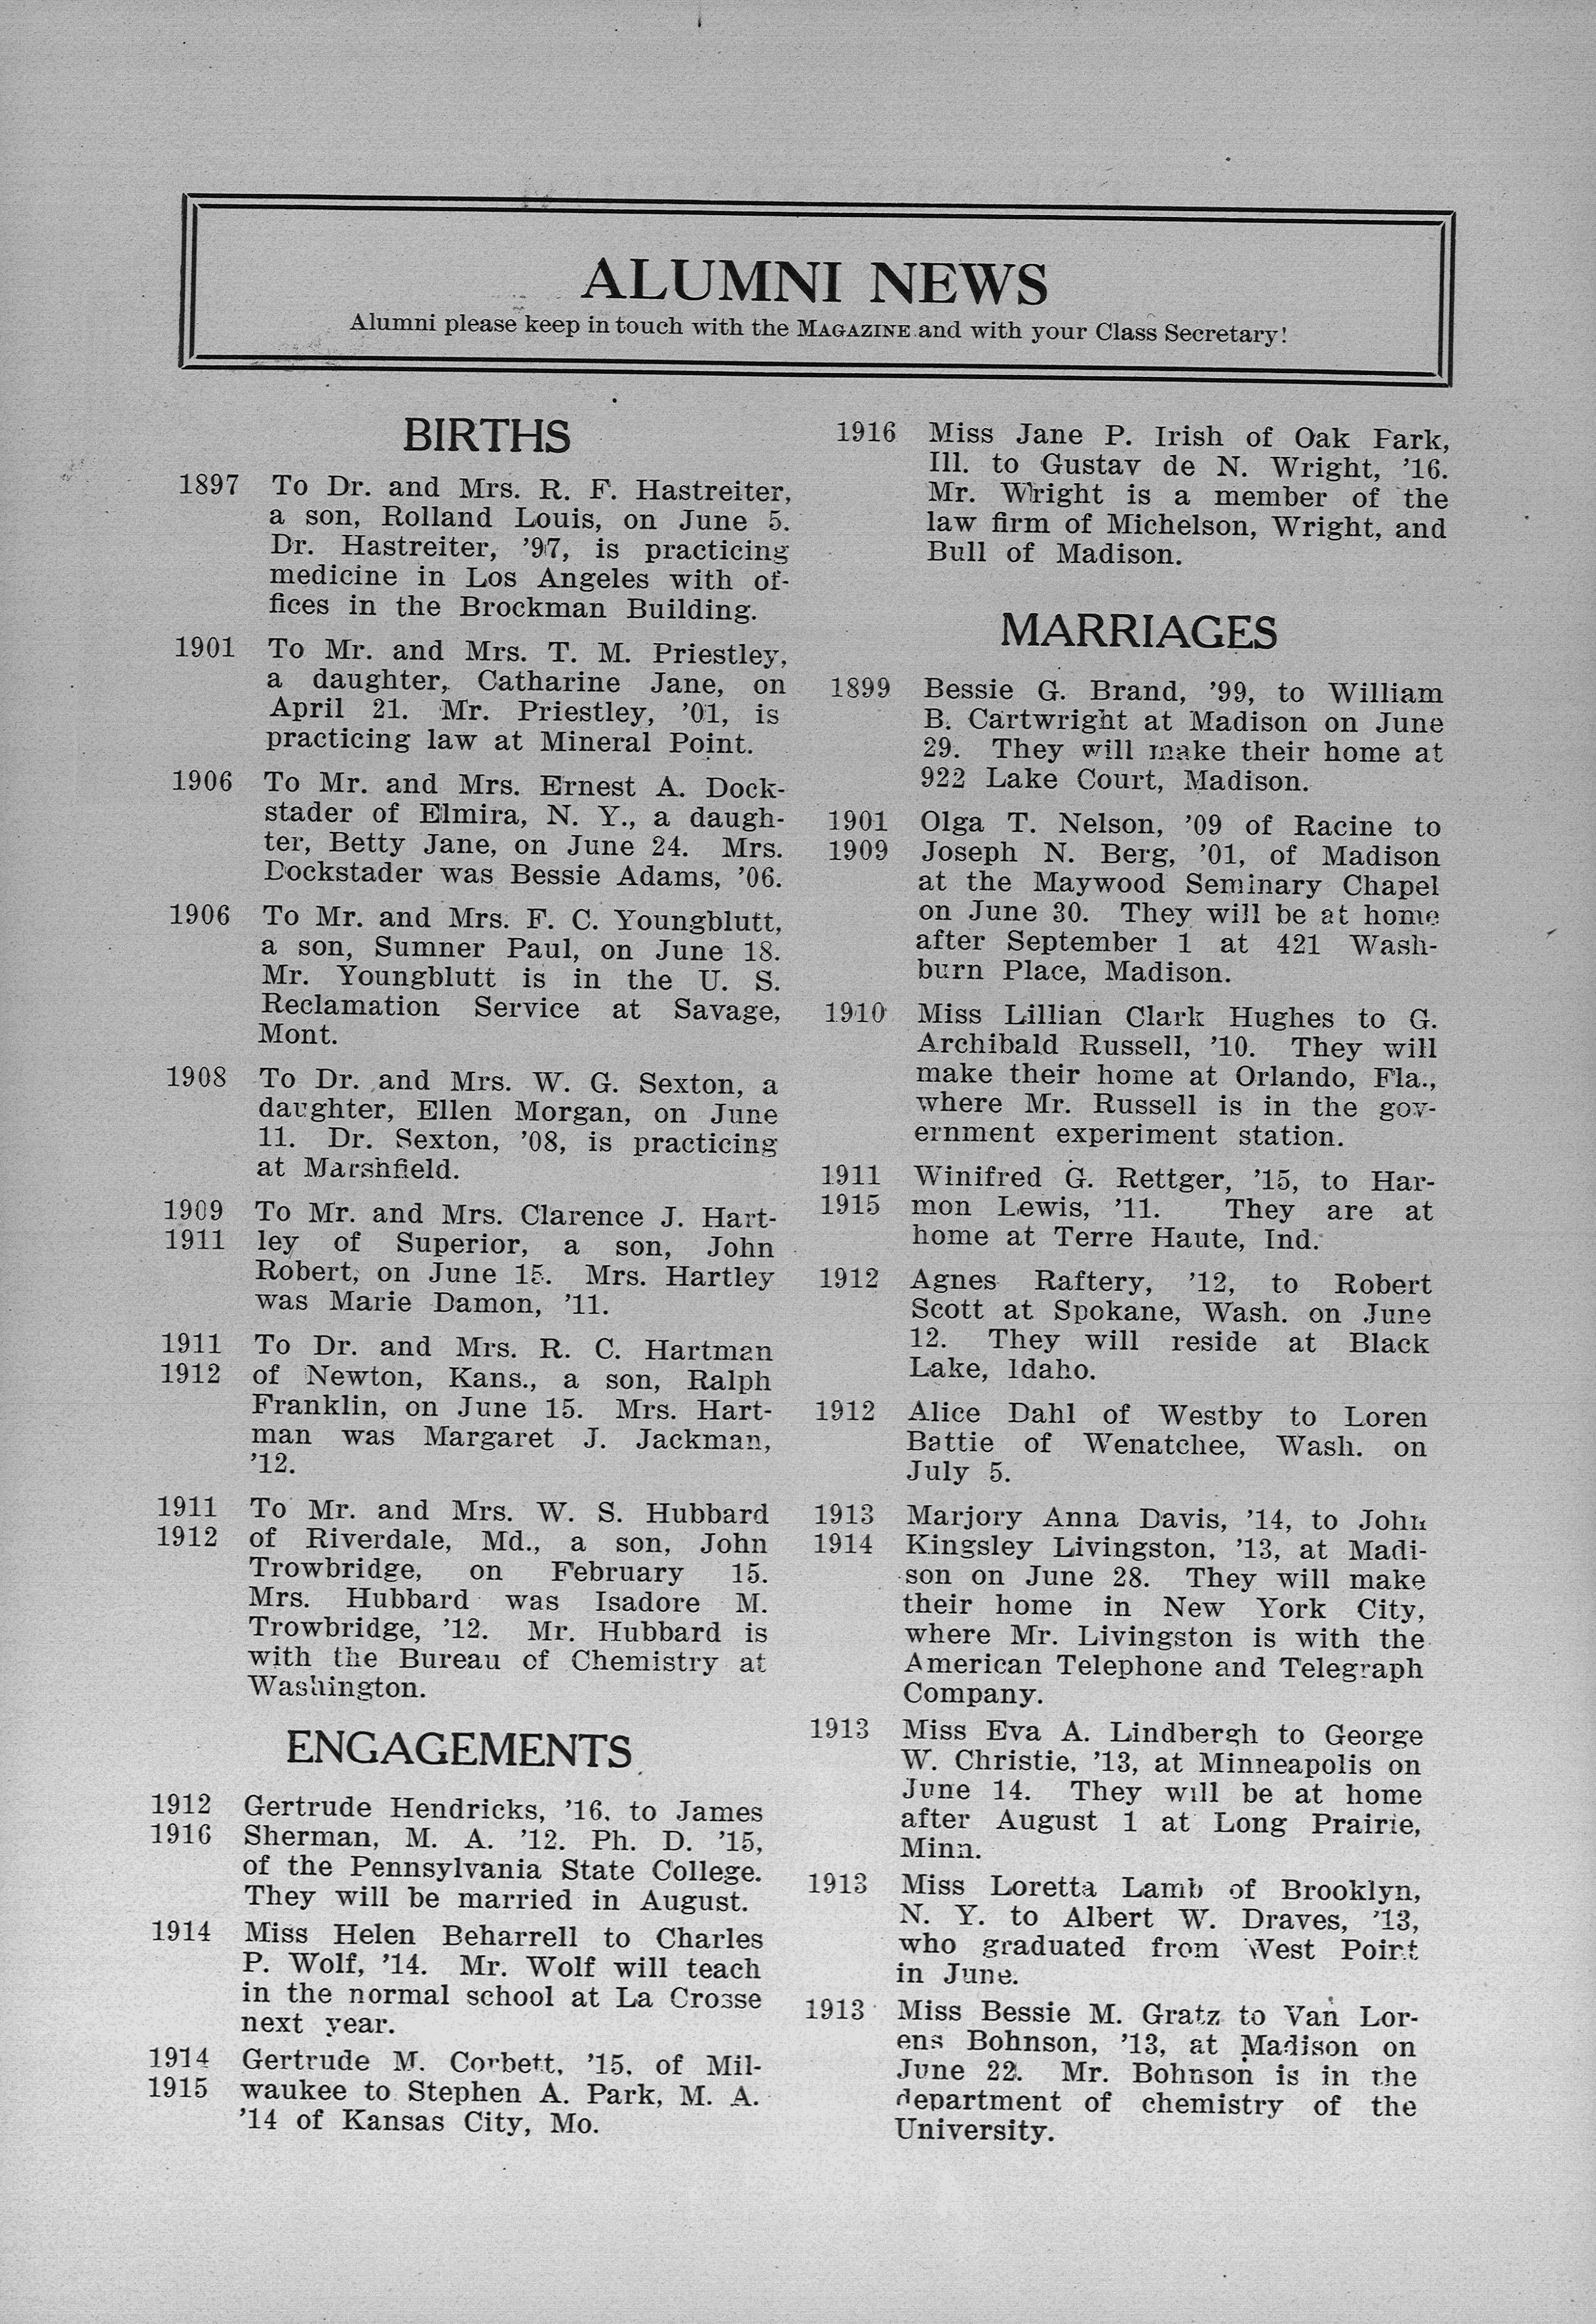 ALUMNI NEWS
Alumni please keep in touch with the MAGAZINE and with your Class Secretary!
BIRTHS
1897 To Dr. and Mrs. R. F. Hastreiter,
a son, Rolland Louis, on June 5.
Dr. Hastreiter, '97, is practicing
medicine in Los Angeles with of-
fices in the Brockman Building.
1901 To Mr. and Mrs. T. M. Priestley,
a daughter, Catharine Jane, on
April 21. Mr. Priestley, '01, is
practicing law at Mineral Point.
1906 To Mr. and Mrs. Ernest A. Dock-
stader of Elmira, N. Y., a daugh-
ter, Betty Jane, on June 24. Mrs.
Dockstader was Bessie Adams, '06.
1906 To Mr. and Mrs. F. C. Youngblutt,
a son, Sumner Paul, on June 18.
Mr. Youngblutt is in the U. S.
Reclamation Service at Savage,
Mont.
1908 To Dr. and Mrs. W. G. Sexton, a
daughter, Ellen Morgan, on June
11. Dr. Sexton, '08, is practicing
at Marshfield.
1909 To Mr. and Mrs. Clarence J. Hart-
1911 ley of Superior, a son, John
Robert, on June 15. Mrs. Hartley
was Marie Damon, '11.
1911 To Dr. and Mrs. R. C. Hartman
1912 of Newton, Kans., a son, Ralph
Franklin, on June 15. Mrs. Hart-
man was Margaret J. Jackman,
'12.
1911 To Mr. and Mrs. W. S. Hubbard
1912 of Riverdale, Md., a son, John
Trowbridge, on February 15.
Mrs. Hubbard was Isadore M.
Trowbridge, '12. Mr. Hubbard is
with the Bureau of Chemistry at
Washington.
ENGAGEMENTS
1912 Gertrude Hendricks, '16, to James
1916 Sherman, M. A. '12. Ph. D. '15,
of the Pennsylvania State College.
They will be married in August.
1914 Miss Helen Beharrell to Charles
P. Wolf, '14. Mr. Wolf will teach
in the normal school at La Crosse
next year.
1914 Gertrude M. Corbett, '15, of Mil-
1915 waukee to Stephen A. Park, M. A.
'14 of Kansas City, Mo.
1916 Miss Jane P. Irish of Oak Park,
Ill. to Gustav de N. Wright, '16.
Mr. Wright is a member of the
law firm of Michelson, Wright, and
Bull of Madison.
MARRIAGES
1899 Bessie G. Brand, '99, to William
B. Cartwright at Madison on June
29. They will make their home at
922 Lake Court, Madison.
1901 Olga T. Nelson, '09 of Racine to
1909 Joseph N. Berg, '01, of Madison
at the Maywood Seminary Chapel
on June 30. They will be at home
after September 1 at 421 Wash-
burn Place, Madison.
1910 Miss Lillian Clark Hughes to G.
Archibald Russell, '10. They will
make their home at Orlando, Fla.,
where Mr. Russell is in the gov-
ernment experiment station.
1911 Winifred G. Rettger, '15, to Har-
1915 mon Lewis, '11. They are at
home at Terre Haute, Ind.
1912 Agnes Raftery, '12, to Robert
Scott at Spokane, Wash. on June
12. They will reside at Black
Lake, Idaho.
1912 Alice Dahl of Westby to Loren
Battie of Wenatchee, Wash. on
July 5.
1913 Marjory Anna Davis, '14, to John
1914 Kingsley Livingston, '13, at Madi-
son on June 28. They will make
their home in New York City,
where Mr. Livingston is with the
American Telephone and Telegraph
Company.
1913 Miss Eva A. Lindbergh to George
W. Christie, '13, at Minneapolis on
June 14. They will be at home
after August 1 at Long Prairie,
Minn.
1913 Miss Loretta Lamb of Brooklyn,
N. Y. to Albert W. Draves, '13,
who graduated from West Point
in June.
1913 Miss Bessie M. Gratz to Van Lor-
ens Bohnson, '13, at Madison on
June 22. Mr. Bohnson is in the
department of chemistry of the
University.